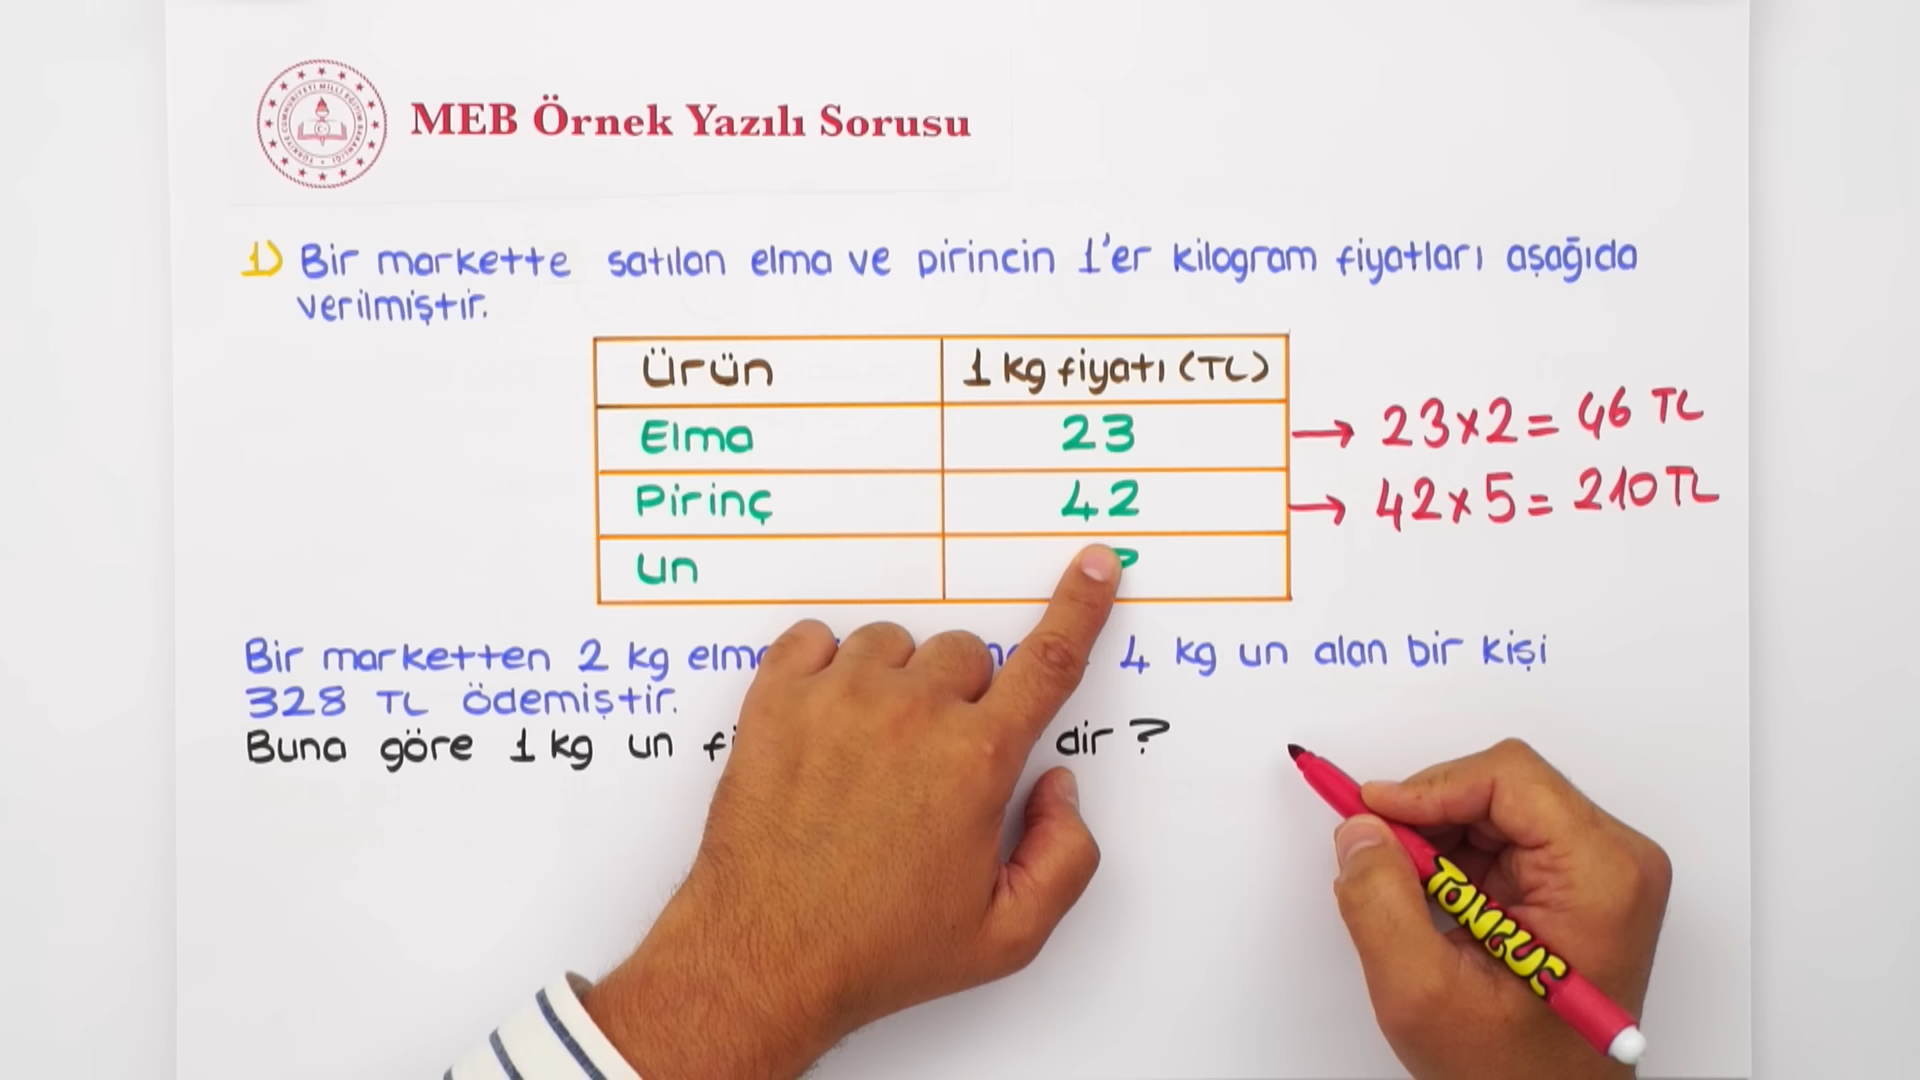 MEB Örnek Yazılı Sorusu
1) Bir markette satılan elma ve pirincin 1'er kilogram fiyatları aşağıda
verilmiştir.
Ürün 1 kg fiyatı (TL)
Elma 23 → 23x2= 46 TL
Pirinç 42 → 42x5= 210 TL
Un
Bir marketten 2 kg 4 kg un alan bir kişi
328 TL ödemiştir.
Buna göre 1 kg un dir ?
TOMBUŞ